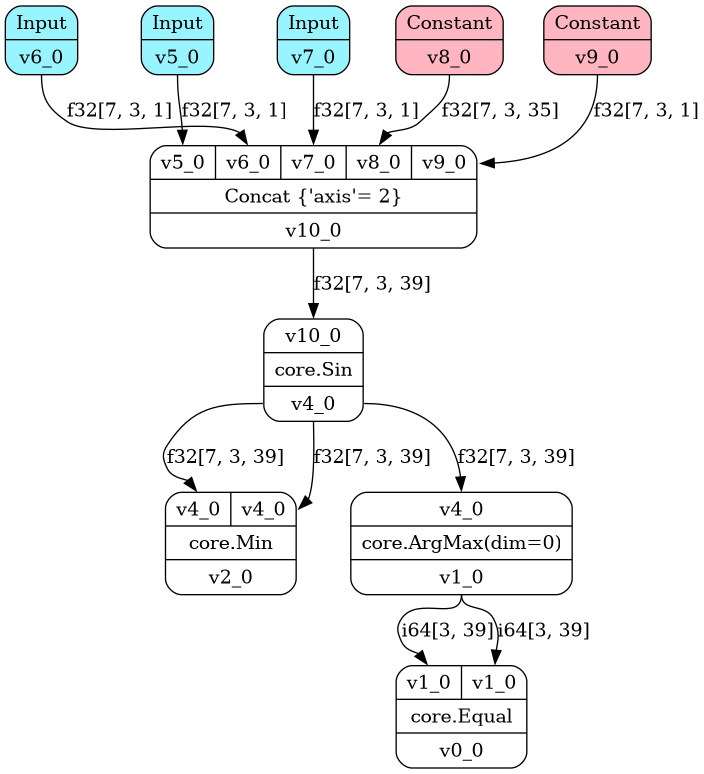 Input Input Input Constant Constant
v6_0 v5_0 v7_0 v8_0 v9_0
f32[7, 3, 1] f32[7, 3, 1] f32[7, 3, 1] f32[7, 3, 35] f32[7, 3, 1]
v5_0 v6_0 v7_0 v8_0 v9_0
Concat {'axis'= 2}
v10_0
f32[7, 3, 39]
v10_0
core.Sin
v4_0
f32[7, 3, 39] f32[7, 3, 39] f32[7, 3, 39]
v4_0 v4_0 v4_0
core.Min core.ArgMax(dim=0)
v2_0 v1_0
i64[3, 39] i64[3, 39]
v1_0 v1_0
core.Equal
v0_0